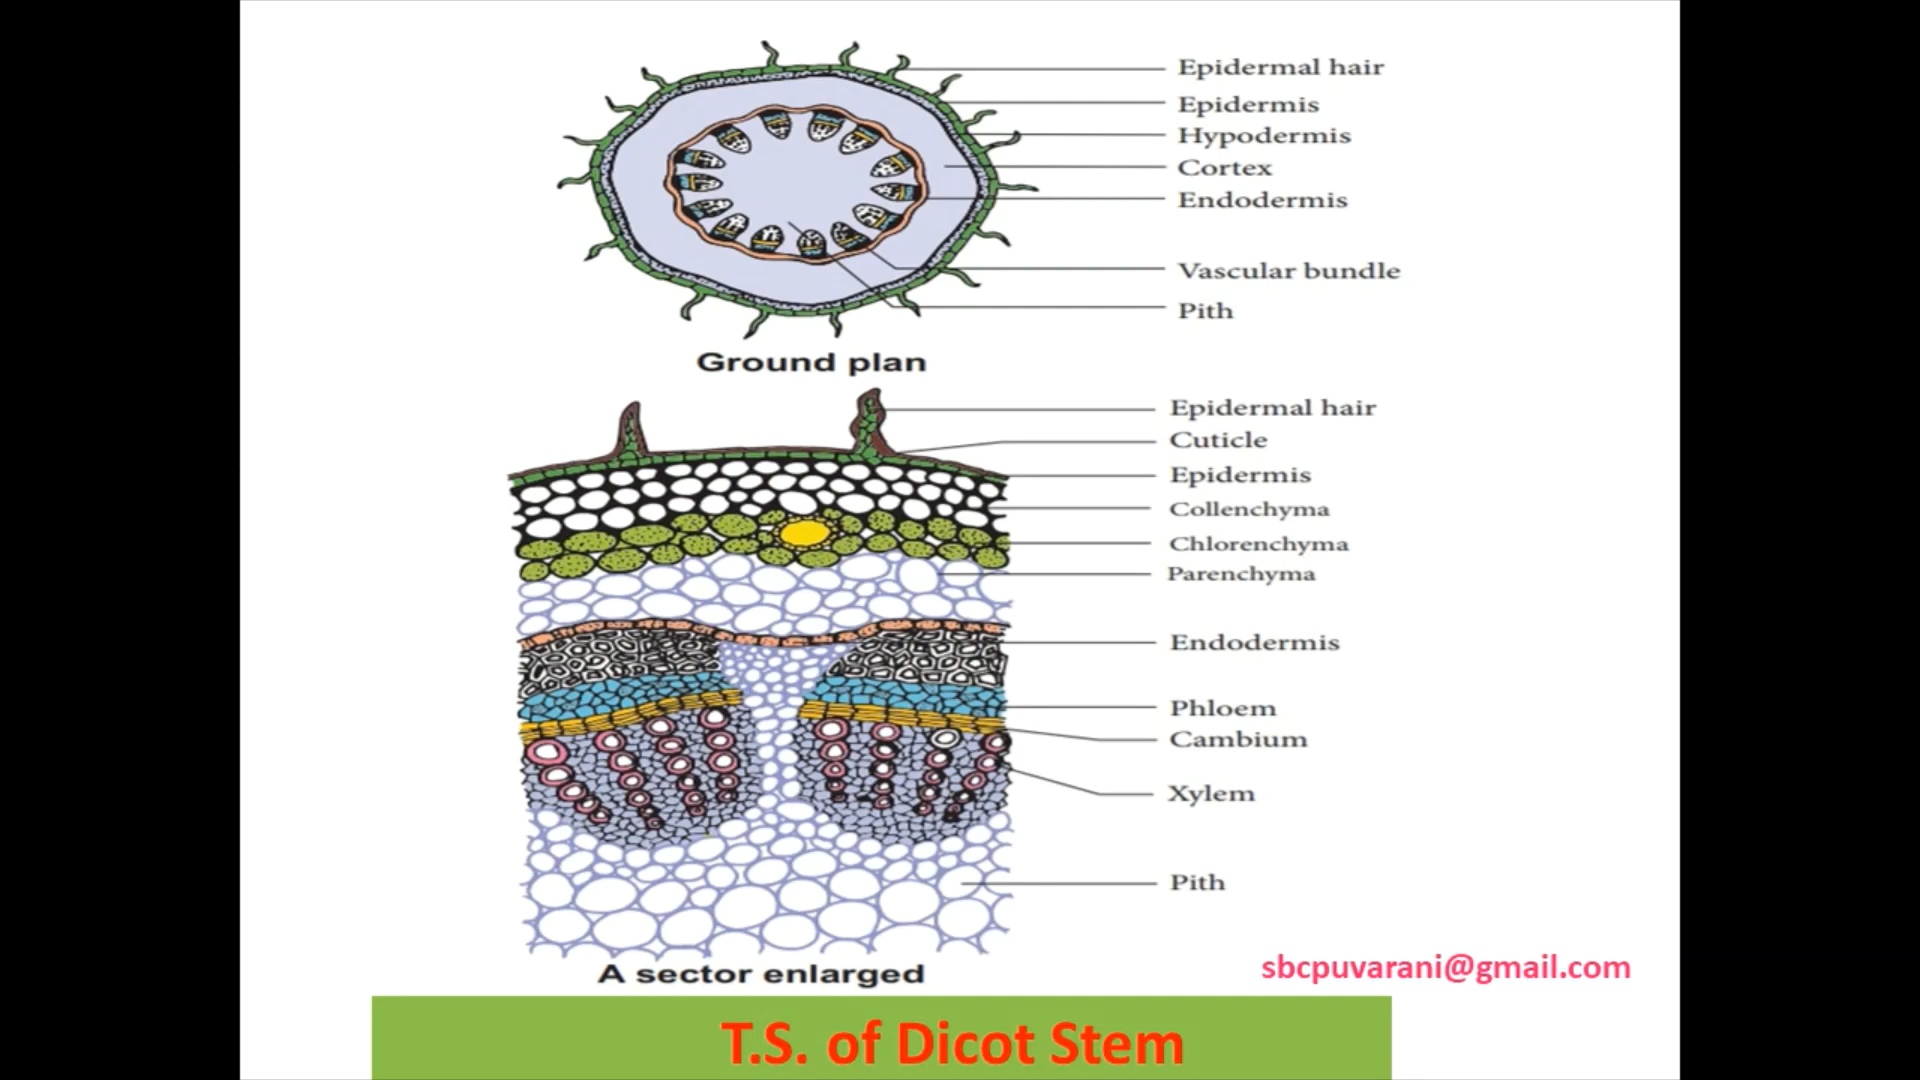 Epidermal hair
Epidermis
Hypodermis
Cortex
Endodermis
Vascular bundle
Pith
Ground plan
Epidermal hair
Cuticle
Epidermis
Collenchyma
Chlorenchyma
Parenchyma
Endodermis
Phloem
Cambium
Xylem
Pith
A sector enlarged
sbcpuvarani@gmail.com
T.S. of Dicot Stem